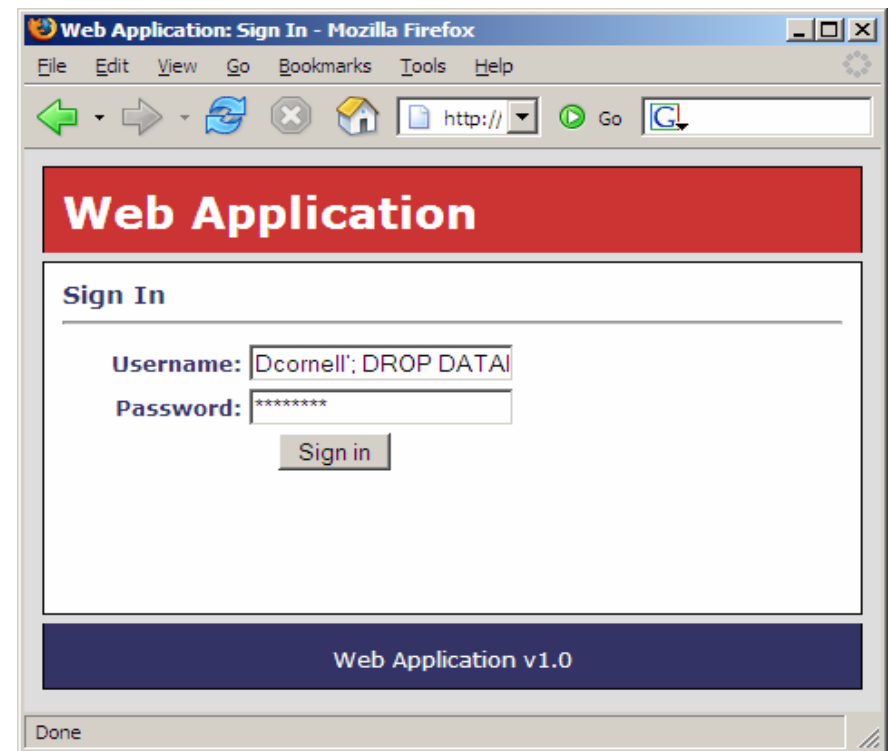 Web Application: Sign In - Mozilla Firefox
File Edit View Go Bookmarks Tools Help
http:// Go G
Web Application
Sign In
Username: Dcornell'; DROP DATA
Password: ********
Sign in
Web Application v1.0
Done